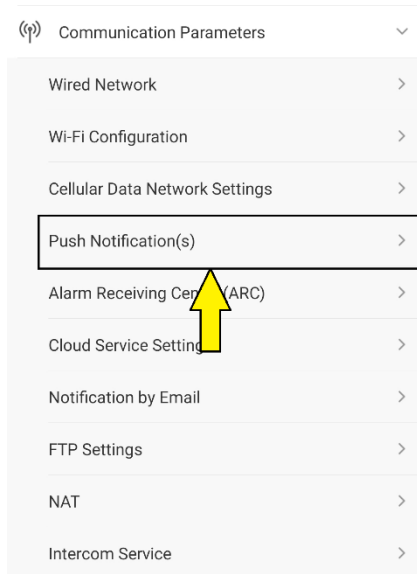 Communication Parameters
Wired Network
Wi-Fi Configuration
Cellular Data Network Settings
Push Notification(s)
Alarm Receiving (ARC)
Cloud Service
Notification by Email
FTP Settings
NAT
Intercom Service